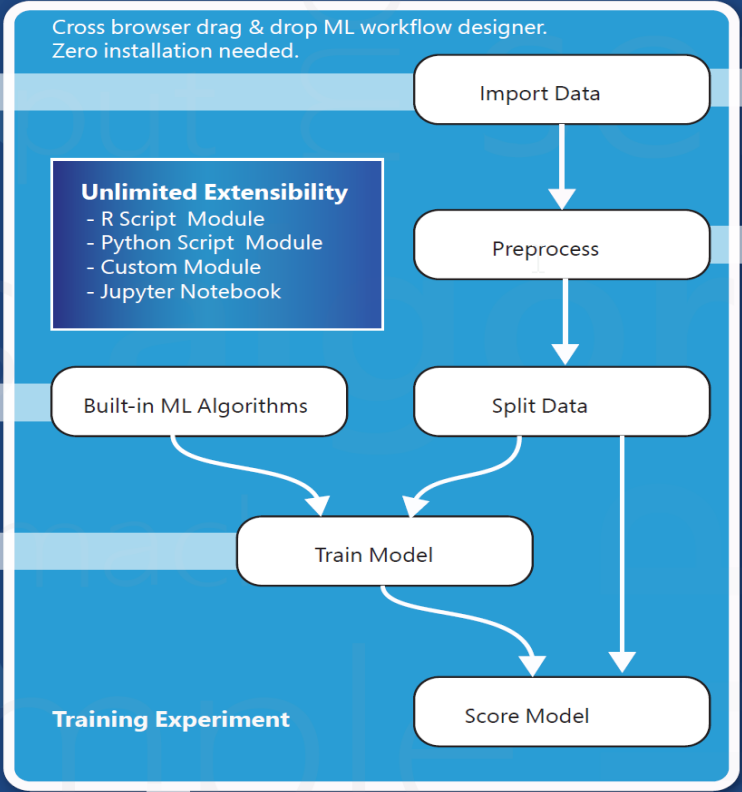 Cross browser drag & drop ML workflow designer.
Zero installation needed.
Import Data
Unlimited Extensibility
- R Script Module
- Python Script Module
- Custom Module
- Jupyter Notebook
Preprocess
Built-in ML Algorithms
Split Data
Train Model
Score Model
Training Experiment